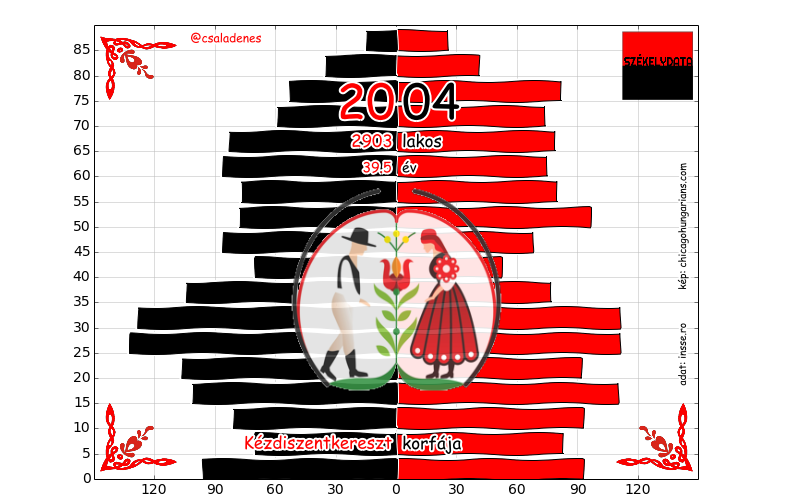 @csaladenes
SZÉKELYDATA
2004
2903 lakos
39.5 év
kép: chicagohungarians.com
adat: insse.ro
Kézdiszentkereszt korfája
85
80
75
70
65
60
55
50
45
40
35
30
25
20
15
10
5
0
120 90 60 30 0 30 60 90 120